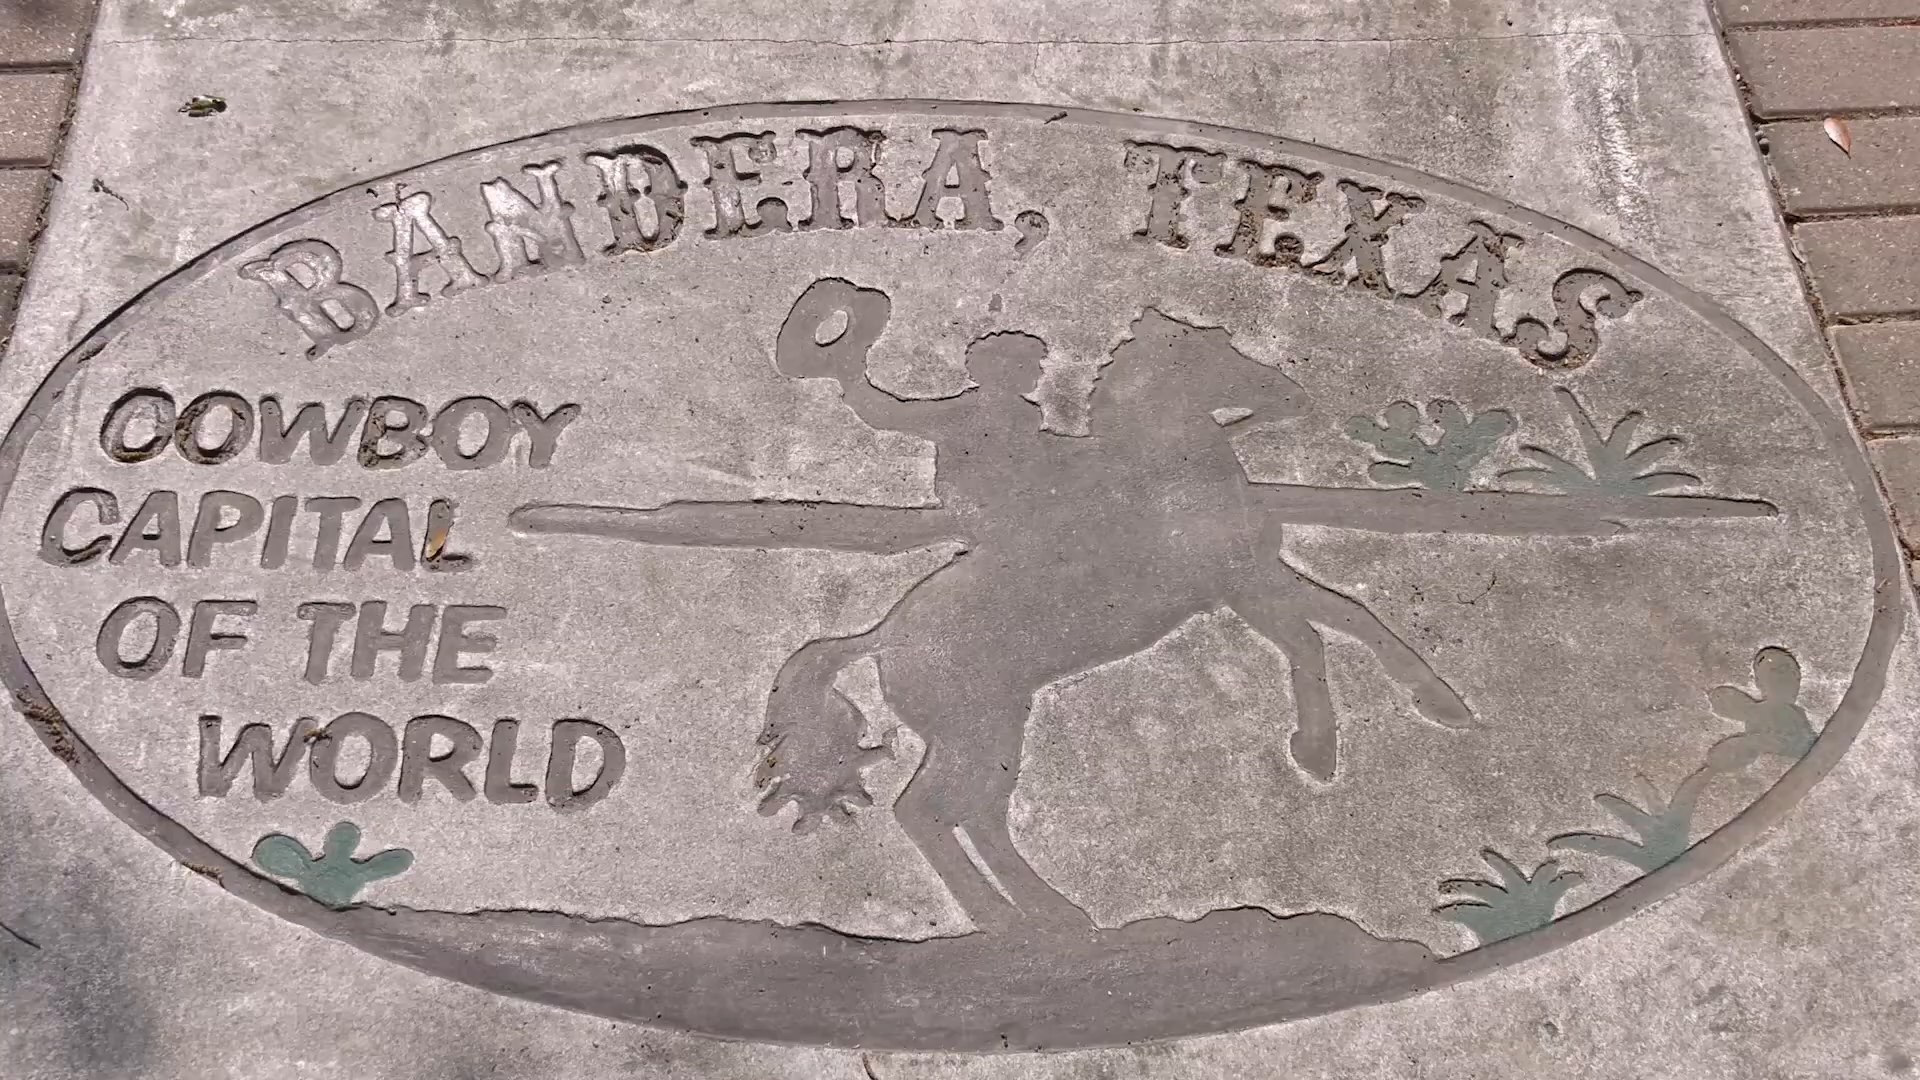 BANDERA, TEXAS
COWBOY
CAPITAL
OF THE
WORLD